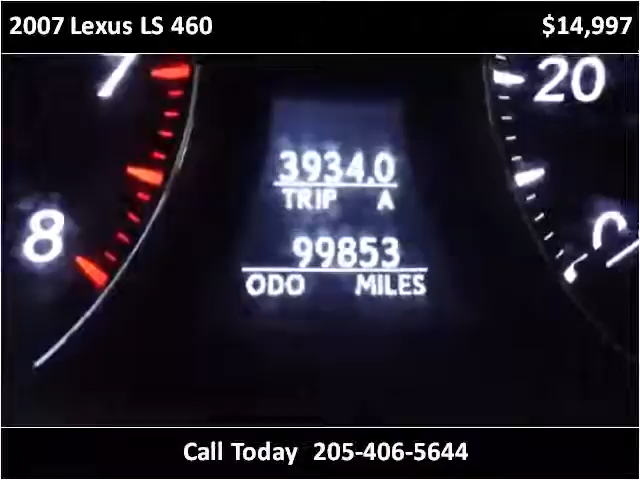 2007 Lexus LS 460 $14,997
7 3934.0 20
TRIP A
8 99853
ODO MILES
Call Today 205-406-5644